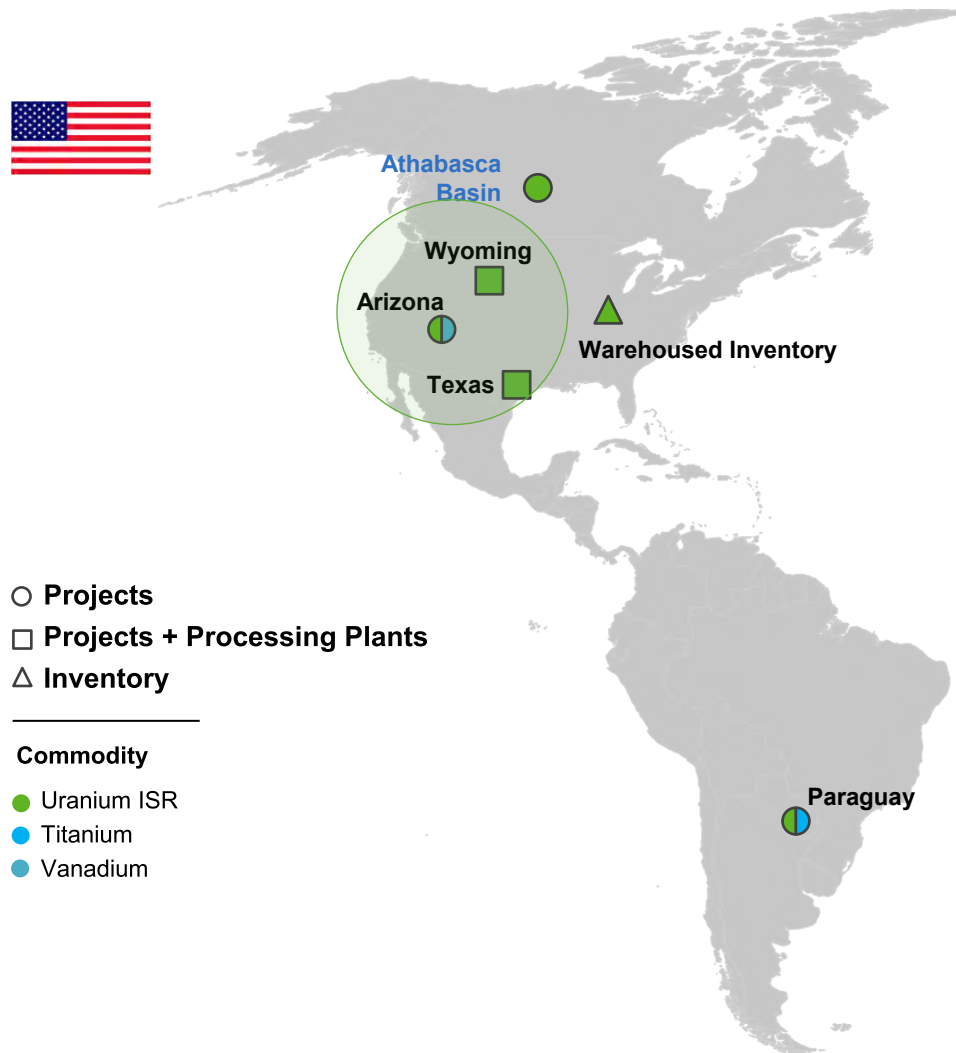 Athabasca
Basin
Wyoming
Arizona
Warehoused Inventory
Texas
Projects
Projects + Processing Plants
Inventory
Commodity
Uranium ISR
Titanium
Vanadium
Paraguay